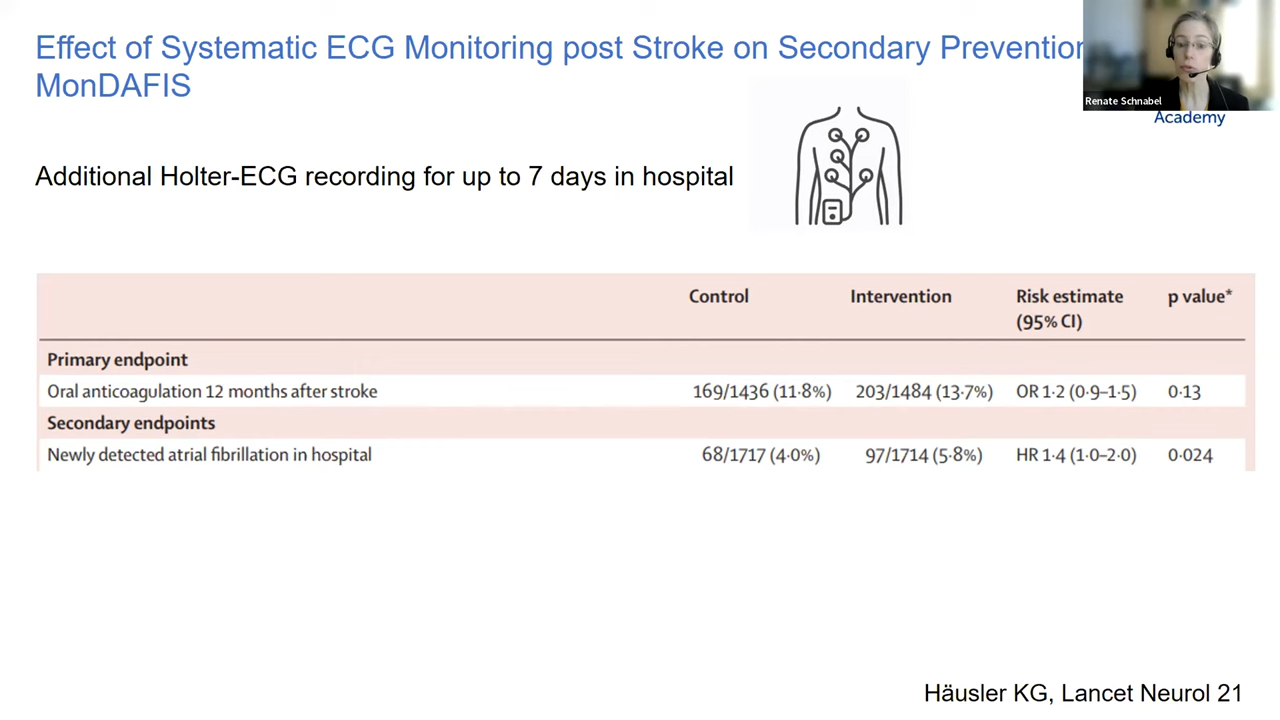 Effect of Systematic ECG Monitoring post Stroke on Secondary Prevention
MonDAFIS
Renate Schnabel
Academy
Additional Holter-ECG recording for up to 7 days in hospital
Control Intervention Risk estimate p value*
(95% CI)
Primary endpoint
Oral anticoagulation 12 months after stroke 169/1436 (11·8%) 203/1484 (13·7%) OR 1·2 (0·9–1·5) 0·13
Secondary endpoints
Newly detected atrial fibrillation in hospital 68/1717 (4·0%) 97/1714 (5·8%) HR 1·4 (1·0–2·0) 0·024
Häusler KG, Lancet Neurol 21